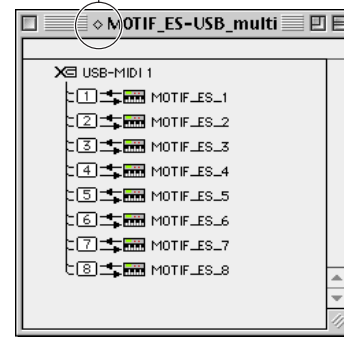 ◇ MOTIF_ES-USB_multi
USB-MIDI 1
1 MOTIF_ES_1
2 MOTIF_ES_2
3 MOTIF_ES_3
4 MOTIF_ES_4
5 MOTIF_ES_5
6 MOTIF_ES_6
7 MOTIF_ES_7
8 MOTIF_ES_8